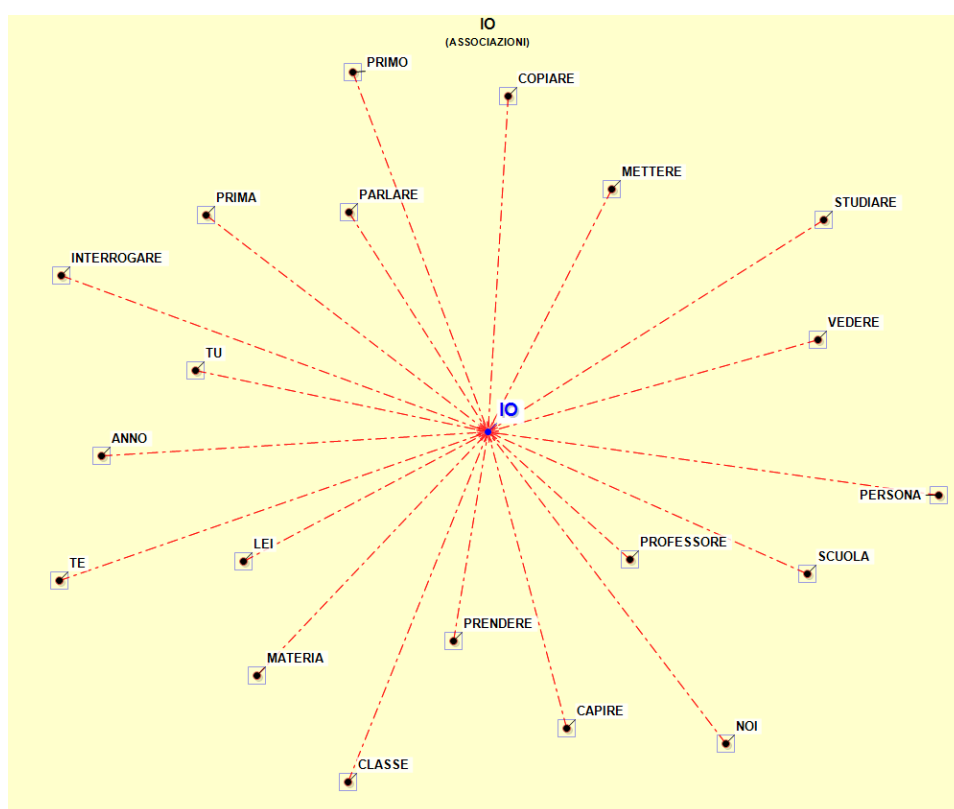 IO
(ASSOCIAZIONI)
PRIMO
COPIARE
METTERE
PRIMA
PARLARE
STUDIARE
INTERROGARE
VEDERE
TU
IO
ANNO
PERSONA
LEI
PROFESSORE
SCUOLA
TE
PRENDERE
MATERIA
CAPIRE
NOI
CLASSE